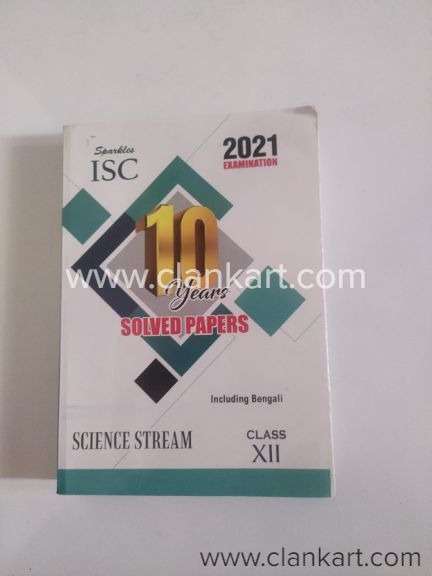 Sparkles
ISC
2021
EXAMINATION
10
Years
www.clankart.com
SOLVED PAPERS
Including Bengali
SCIENCE STREAM
CLASS
XII
www.clankart.com